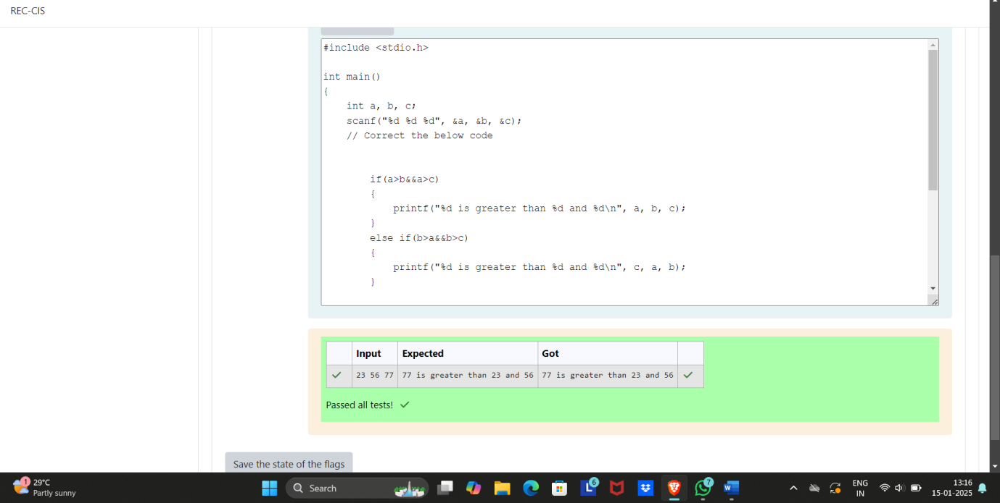 REC-CIS
#include <stdio.h>
int main()
{
int a, b, c;
scanf("%d %d %d", &a, &b, &c);
// Correct the below code
if(a>b&&a>c)
{
printf("%d is greater than %d and %d\n", a, b, c);
}
else if(b>a&&b>c)
{
printf("%d is greater than %d and %d\n", c, a, b);
}
Input Expected Got
23 56 77 77 is greater than 23 and 56 77 is greater than 23 and 56
Passed all tests!
Save the state of the flags
1
29°C
Partly sunny
Search
L 6
7
W
ENG
IN
13:16
15-01-2025